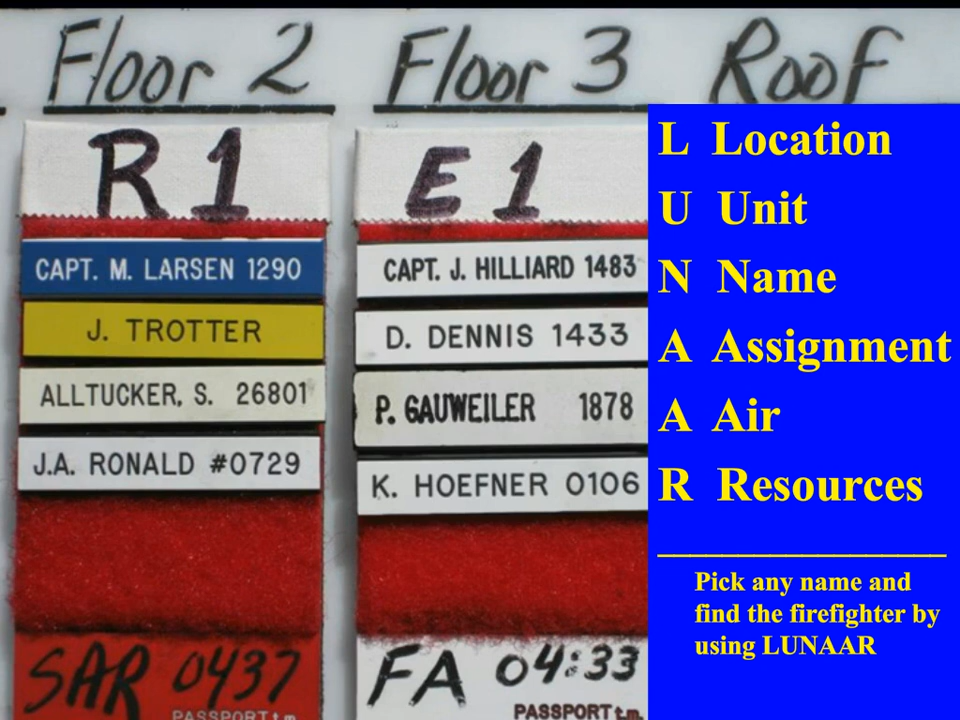 Floor 2
Floor 3
Roof
R 1
CAPT. M. LARSEN 1290
J. TROTTER
ALLTUCKER, S. 26801
J.A. RONALD #0729
SAR 0437
PASSPORT t.m.
E 1
CAPT. J. HILLIARD 1483
D. DENNIS 1433
P. GAUWEILER 1878
K. HOEFNER 0106
FA 04:33
PASSPORT t.m.
L Location
U Unit
N Name
A Assignment
A Air
R Resources
Pick any name and
find the firefighter by
using LUNAAR